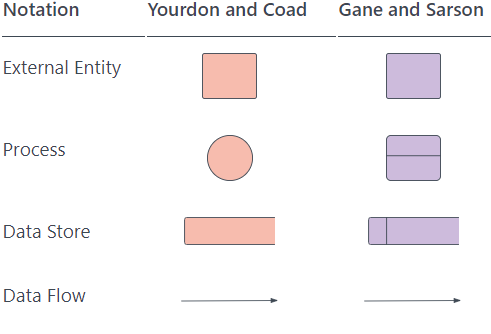 Notation Yourdon and Coad Gane and Sarson
External Entity
Process
Data Store
Data Flow